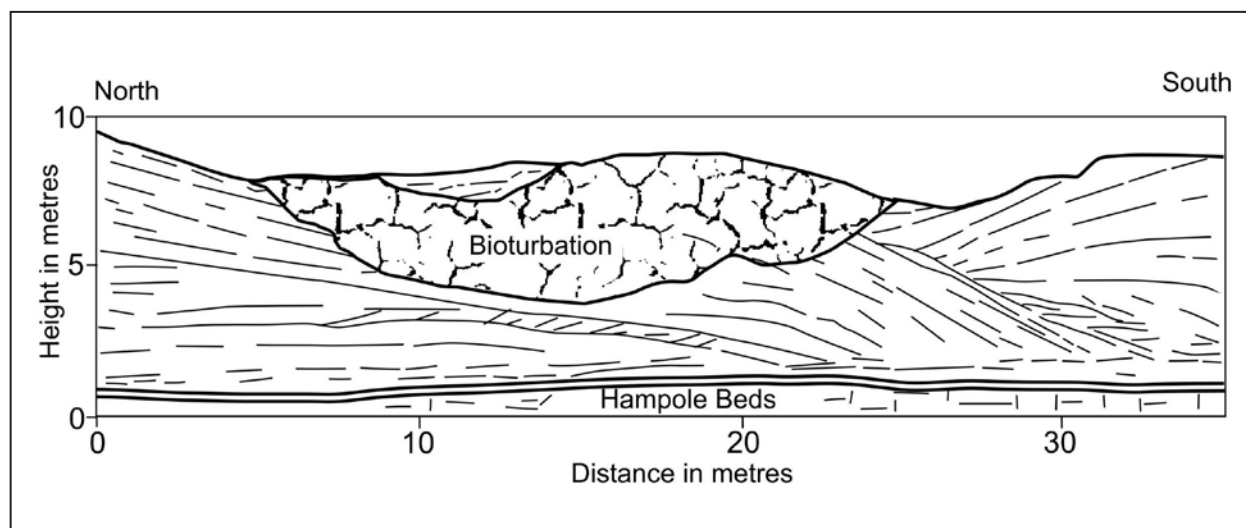 North
South
10
Height in metres
5
Bioturbation
Hampole Beds
0
0
10
20
30
Distance in metres